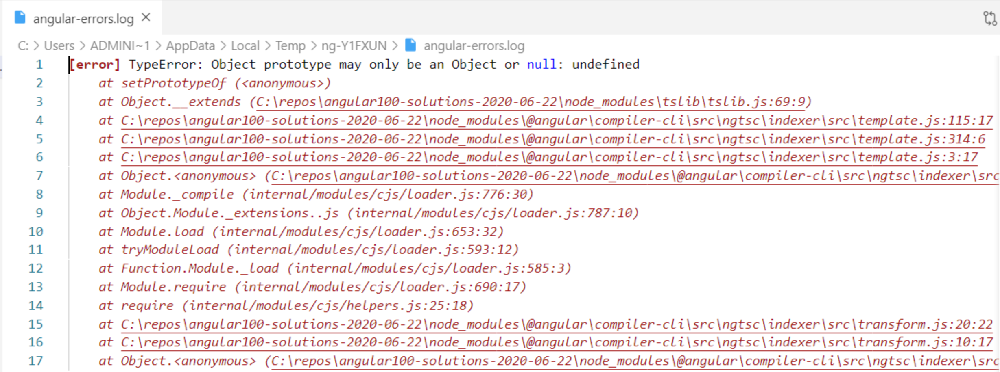 angular-errors.log
C: > Users > ADMINI~1 > AppData > Local > Temp > ng-Y1FXUN > angular-errors.log
1 [error] TypeError: Object prototype may only be an Object or null: undefined
2 at setPrototypeOf (<anonymous>)
3 at Object.__extends (C:\repos\angular100-solutions-2020-06-22\node_modules\tslib\tslib.js:69:9)
4 at C:\repos\angular100-solutions-2020-06-22\node_modules\@angular\compiler-cli\src\ngtsc\indexer\src\template.js:115:17
5 at C:\repos\angular100-solutions-2020-06-22\node_modules\@angular\compiler-cli\src\ngtsc\indexer\src\template.js:314:6
6 at C:\repos\angular100-solutions-2020-06-22\node_modules\@angular\compiler-cli\src\ngtsc\indexer\src\template.js:3:17
7 at Object.<anonymous> (C:\repos\angular100-solutions-2020-06-22\node_modules\@angular\compiler-cli\src\ngtsc\indexer\src
8 at Module._compile (internal/modules/cjs/loader.js:776:30)
9 at Object.Module._extensions..js (internal/modules/cjs/loader.js:787:10)
10 at Module.load (internal/modules/cjs/loader.js:653:32)
11 at tryModuleLoad (internal/modules/cjs/loader.js:593:12)
12 at Function.Module._load (internal/modules/cjs/loader.js:585:3)
13 at Module.require (internal/modules/cjs/loader.js:690:17)
14 at require (internal/modules/cjs/helpers.js:25:18)
15 at C:\repos\angular100-solutions-2020-06-22\node_modules\@angular\compiler-cli\src\ngtsc\indexer\src\transform.js:20:22
16 at C:\repos\angular100-solutions-2020-06-22\node_modules\@angular\compiler-cli\src\ngtsc\indexer\src\transform.js:10:17
17 at Object.<anonymous> (C:\repos\angular100-solutions-2020-06-22\node_modules\@angular\compiler-cli\src\ngtsc\indexer\src